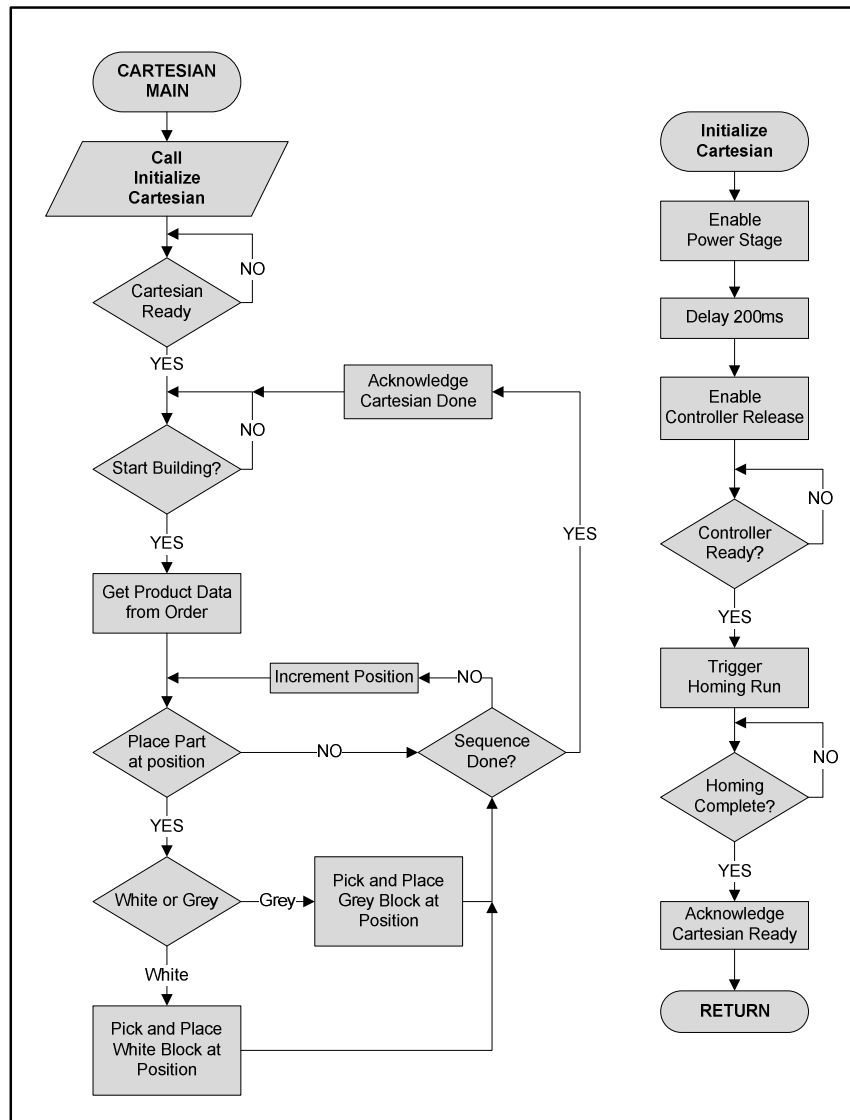 CARTESIAN
MAIN
Call
Initialize
Cartesian
NO
Cartesian
Ready
YES
Acknowledge
Cartesian Done
NO
Start Building?
YES
YES
Get Product Data
from Order
Increment Position
NO
Place Part
at position
NO
Sequence
Done?
YES
White or Grey
Grey
Pick and Place
Grey Block at
Position
White
Pick and Place
White Block at
Position
Initialize
Cartesian
Enable
Power Stage
Delay 200ms
Enable
Controller Release
NO
Controller
Ready?
YES
Trigger
Homing Run
NO
Homing
Complete?
YES
Acknowledge
Cartesian Ready
RETURN